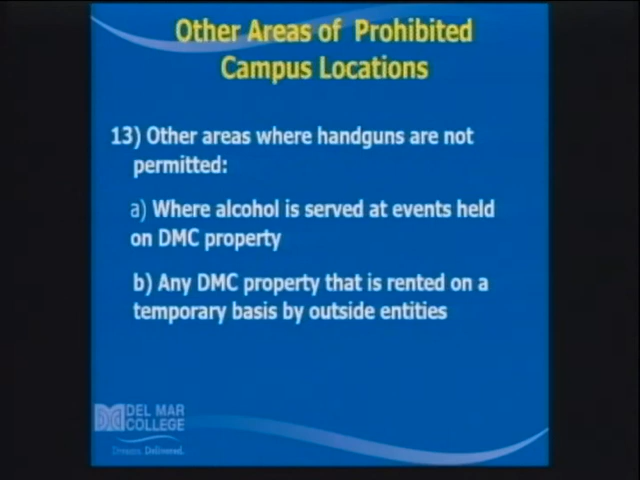 Other Areas of Prohibited
Campus Locations
13) Other areas where handguns are not
permitted:
a) Where alcohol is served at events held
on DMC property
b) Any DMC property that is rented on a
temporary basis by outside entities
DEL MAR
COLLEGE
Dreams. Delivered.